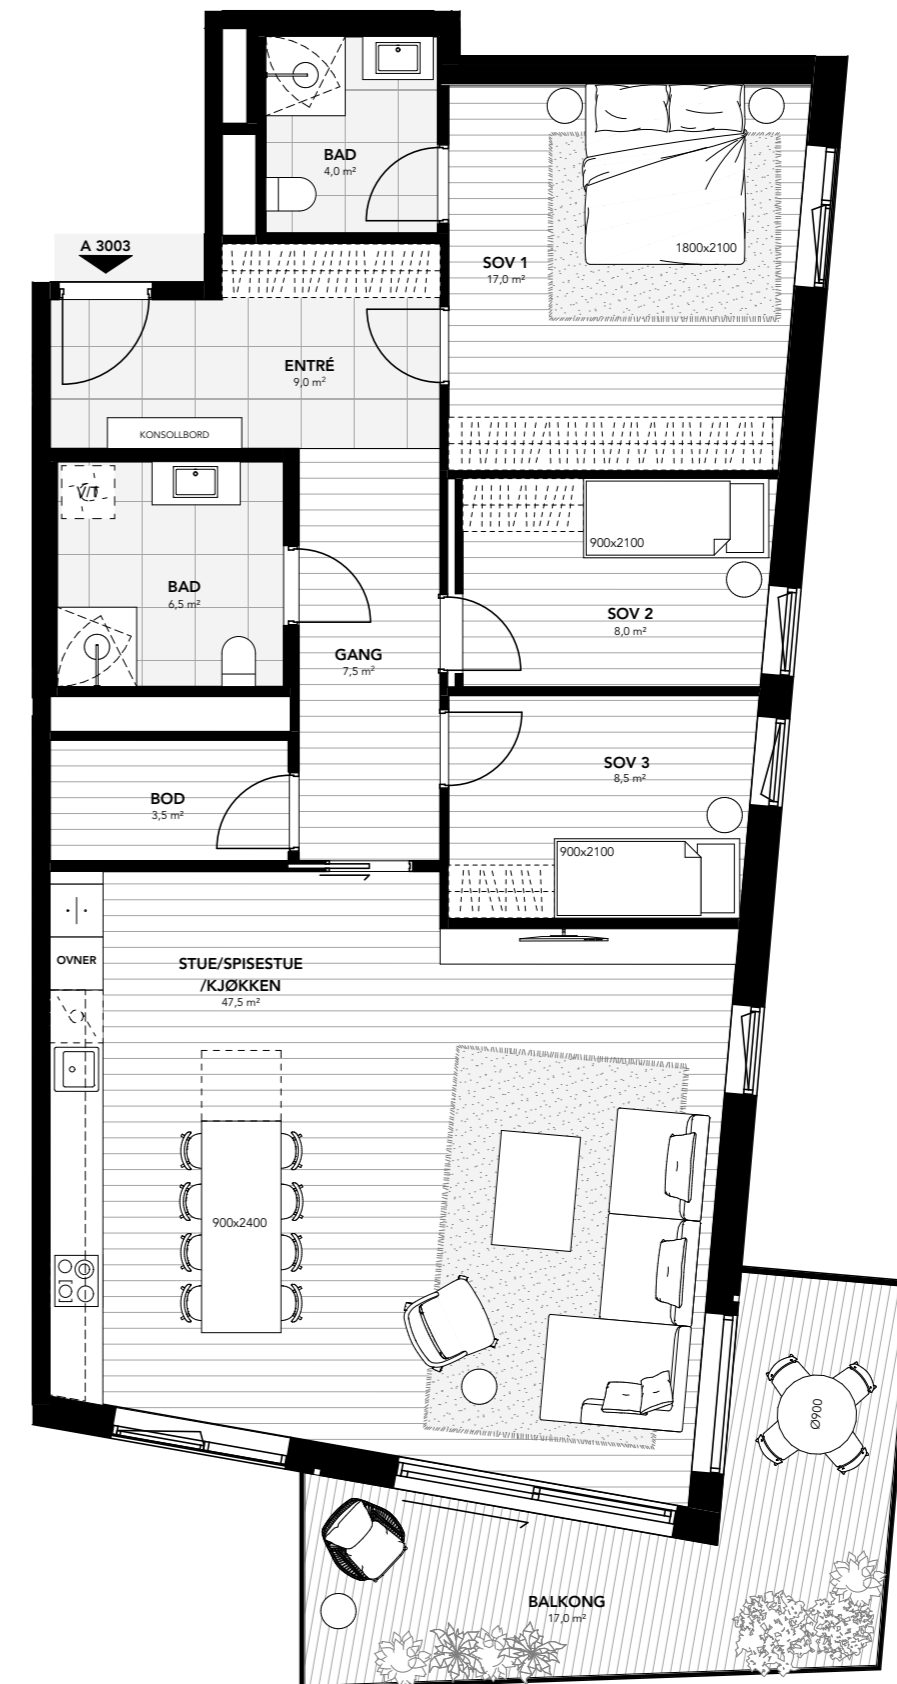 BAD
4,0 m²
A 3003
1800x2100
SOV 1
17,0 m²
ENTRÉ
9,0 m²
KONSOLLBORD
V/T
900x2100
BAD
6,5 m²
SOV 2
8,0 m²
GANG
7,5 m²
SOV 3
8,5 m²
BOD
3,5 m²
900x2100
OVNER
STUE/SPISESTUE
/KJØKKEN
47,5 m²
900x2400
Ø900
BALKONG
17,0 m²